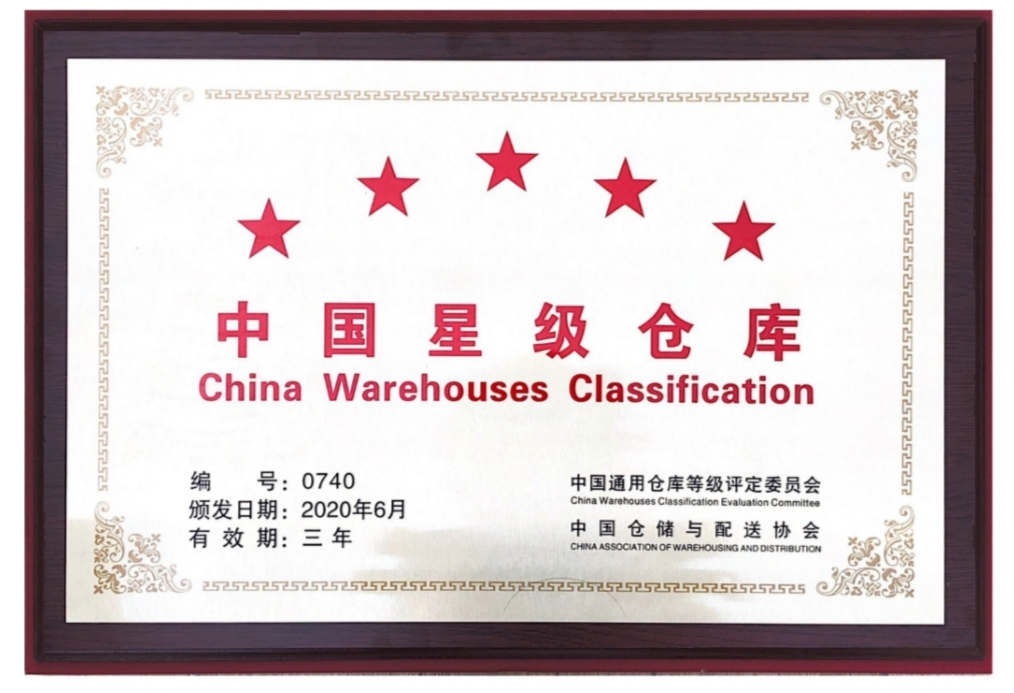 中国星级仓库
China Warehouses Classification
编 号：0740
颁发日期：2020年6月
有 效 期：三 年
中国通用仓库等级评定委员会
China Warehouses Classification Evaluation Committee
中国仓储与配送协会
CHINA ASSOCIATION OF WAREHOUSING AND DISTRIBUTION